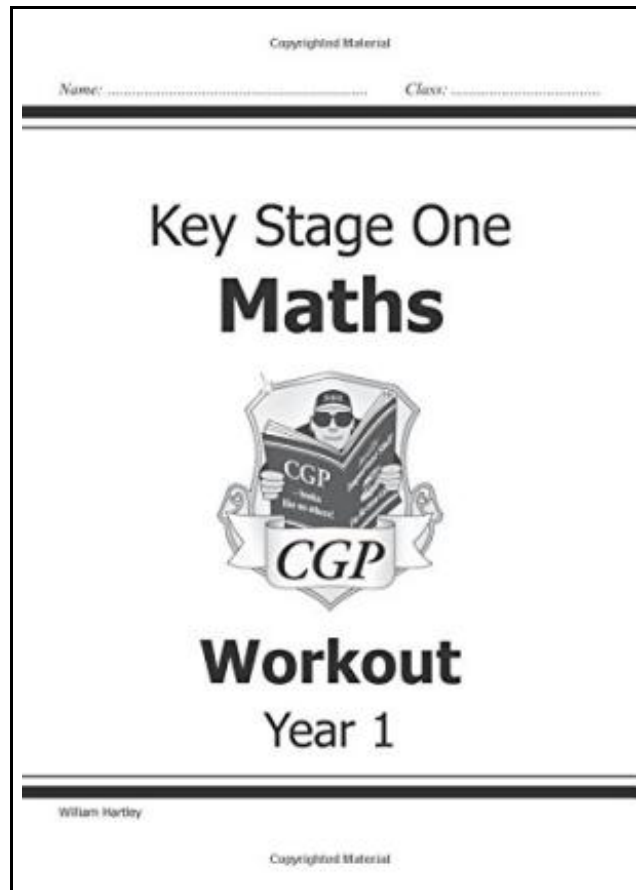 Copyrighted Material
Name: ........................................................ Class: ................................
Key Stage One
Maths
CGP
CGP
Workout
Year 1
William Hartley
Copyrighted Material